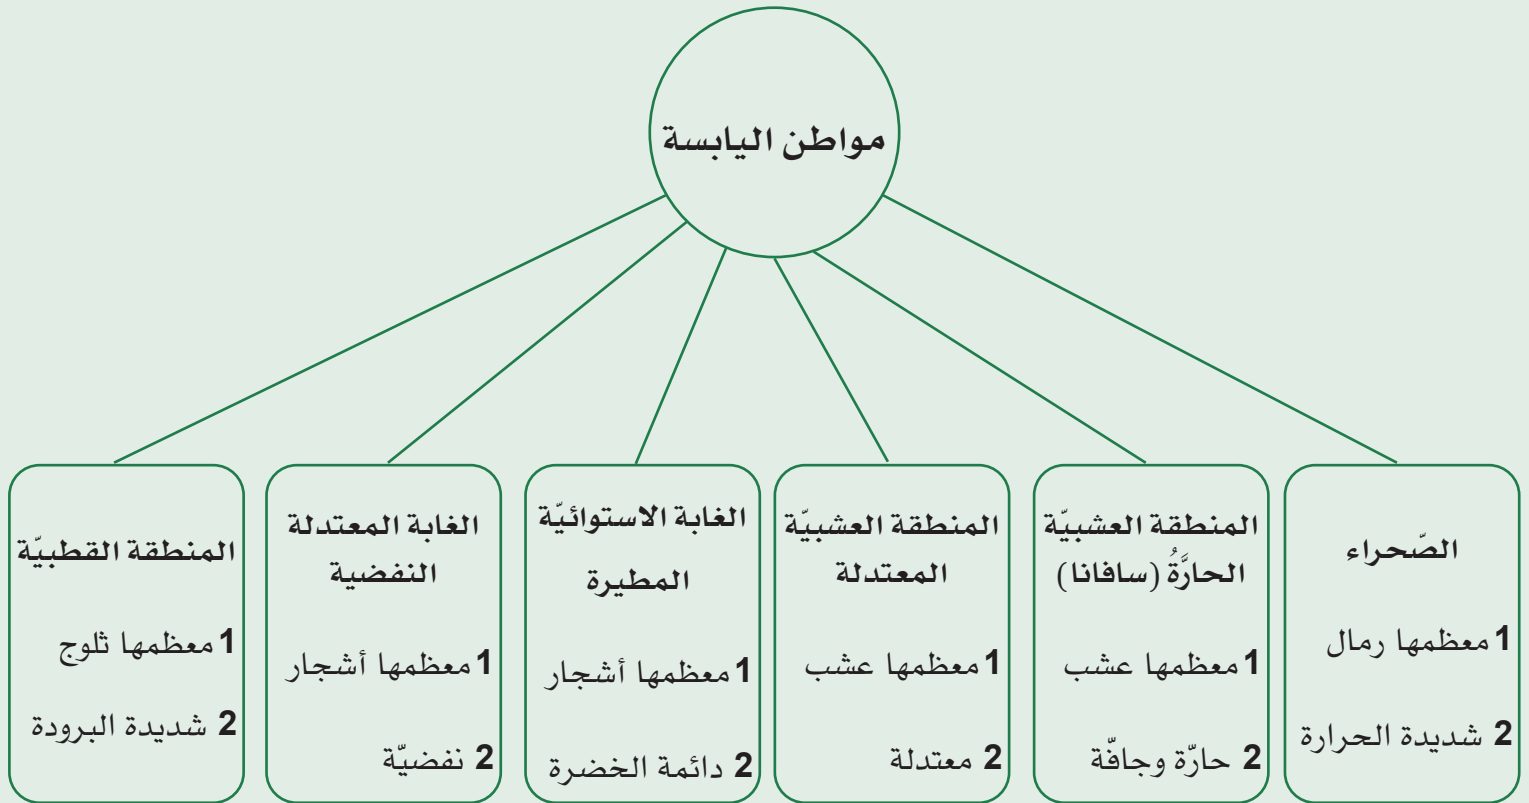 مواطن اليابسة
الصّحراء
1 معظمها رمال
2 شديدة الحرارة
المنطقة العشبيّة
الحارَّةُ (سافانا)
1 معظمها عشب
2 حارّة وجافّة
المنطقة العشبيّة
المعتدلة
1 معظمها عشب
2 معتدلة
الغابة الاستوائيّة
المطيرة
1 معظمها أشجار
2 دائمة الخضرة
الغابة المعتدلة
النفضية
1 معظمها أشجار
2 نفضيّة
المنطقة القطبيّة
1 معظمها ثلوج
2 شديدة البرودة